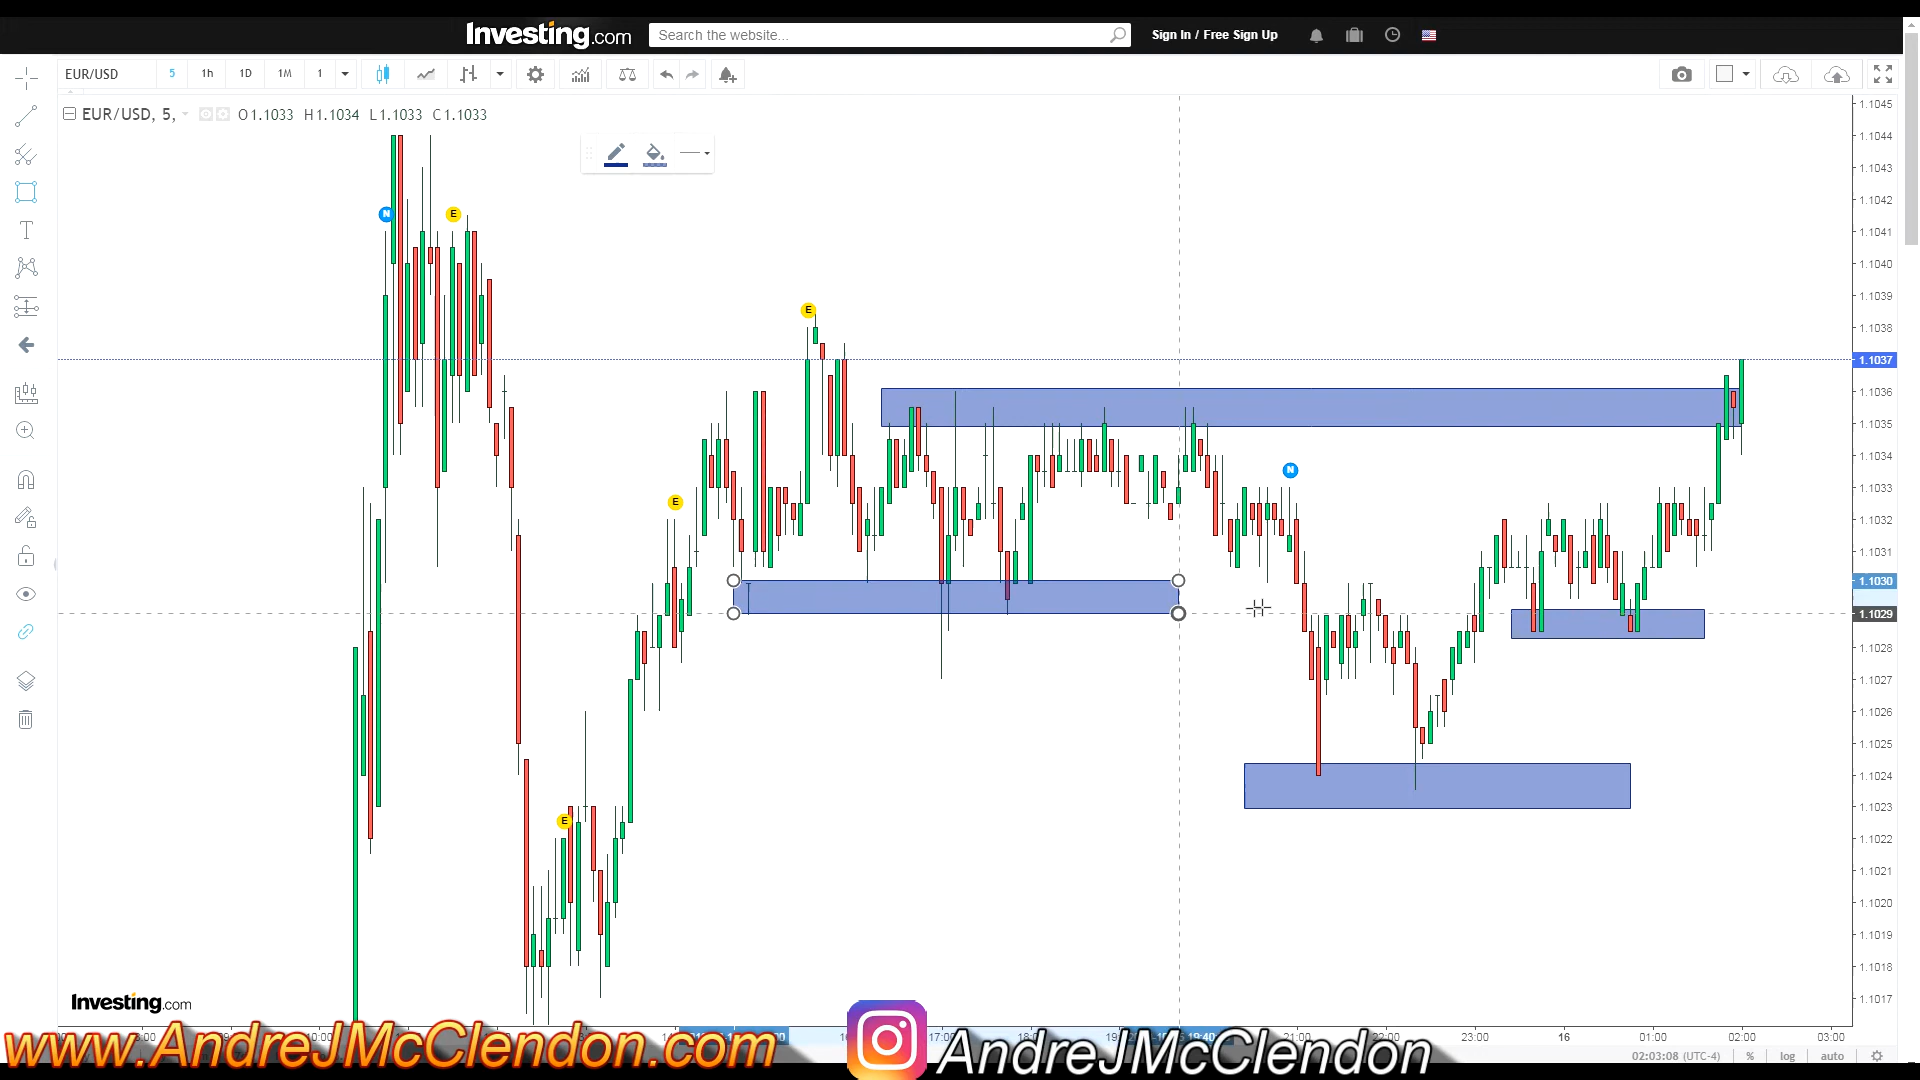 Investing.com
Search the website...
Sign In / Free Sign Up
EUR/USD
5
1h
1D
1M
1
EUR/USD, 5, O1.1033 H1.1034 L1.1033 C1.1033
1.1045
1.1044
1.1043
N
E
1.1042
1.1041
1.1040
1.1039
E
1.1038
1.1037
1.1036
1.1035
1.1034
N
1.1033
E
1.1032
1.1031
1.1030
1.1029
1.1028
1.1027
1.1026
1.1025
1.1024
1.1023
E
1.1022
1.1021
1.1020
1.1019
1.1018
1.1017
Investing.com
21:00
22:00
23:00
16
01:00
02:00
03:00
www.AndreJMcClendon.com
AndreJMcClendon
02:03:08 (UTC-4)
%
log
auto